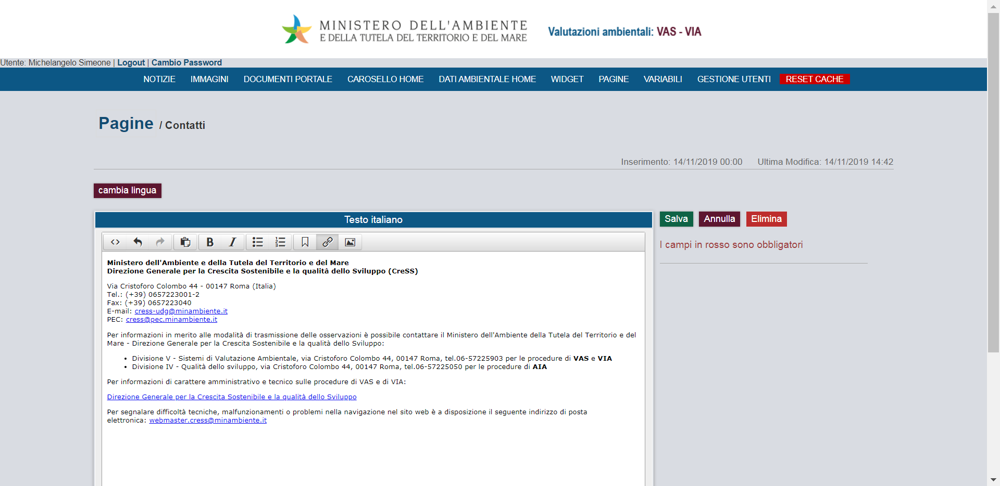 MINISTERO DELL'AMBIENTE
E DELLA TUTELA DEL TERRITORIO E DEL MARE
Valutazioni ambientali: VAS - VIA
Utente: Michelangelo Simeone | Logout | Cambio Password
NOTIZIE IMMAGINI DOCUMENTI PORTALE CAROSELLO HOME DATI AMBIENTALE HOME WIDGET PAGINE VARIABILI GESTIONE UTENTI RESET CACHE
Pagine / Contatti
Inserimento: 14/11/2019 00:00 Ultima Modifica: 14/11/2019 14:42
cambia lingua
Testo italiano
Salva Annulla Elimina
I campi in rosso sono obbligatori
Ministero dell'Ambiente e della Tutela del Territorio e del Mare
Direzione Generale per la Crescita Sostenibile e la qualità dello Sviluppo (CreSS)
Via Cristoforo Colombo 44 - 00147 Roma (Italia)
Tel.: (+39) 0657223001-2
Fax: (+39) 0657223040
E-mail: cress-udg@minambiente.it
PEC: cress@pec.minambiente.it
Per informazioni in merito alle modalità di trasmissione delle osservazioni è possibile contattare il Ministero dell'Ambiente della Tutela del Territorio e del
Mare - Direzione Generale per la Crescita Sostenibile e la qualità dello Sviluppo:
• Divisione V - Sistemi di Valutazione Ambientale, via Cristoforo Colombo 44, 00147 Roma, tel.06-57225903 per le procedure di VAS e VIA
• Divisione IV - Qualità dello sviluppo, via Cristoforo Colombo 44, 00147 Roma, tel.06-57225050 per le procedure di AIA
Per informazioni di carattere amministrativo e tecnico sulle procedure di VAS e di VIA:
Direzione Generale per la Crescita Sostenibile e la qualità dello Sviluppo
Per segnalare difficoltà tecniche, malfunzionamenti o problemi nella navigazione nel sito web è a disposizione il seguente indirizzo di posta
elettronica: webmaster.cress@minambiente.it